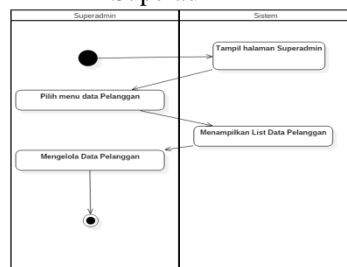 Superadmin
Sistem
Tampil halaman Superadmin
Pilih menu data Pelanggan
Menampilkan List Data Pelanggan
Mengelola Data Pelanggan